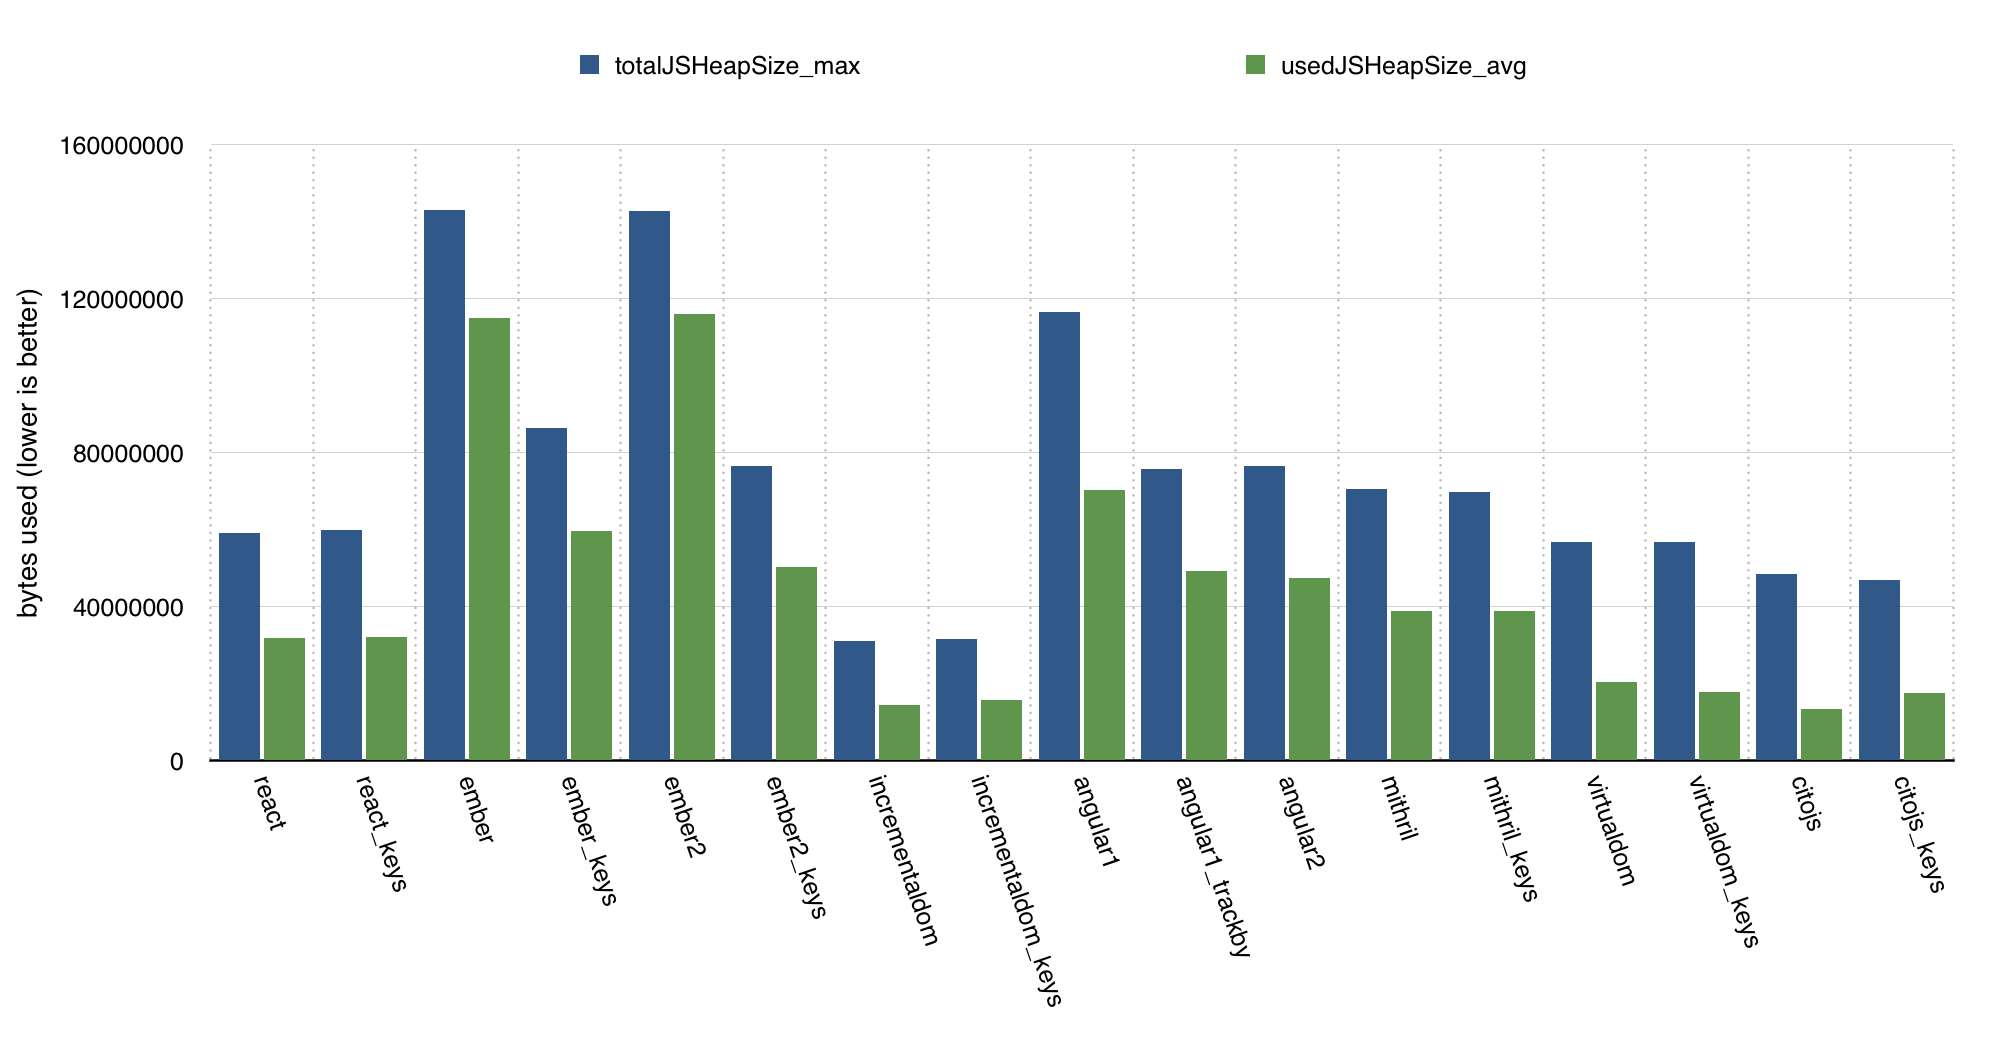 totalJSHeapSize_max
usedJSHeapSize_avg
bytes used (lower is better)
160000000
120000000
80000000
40000000
0
react
react_keys
ember
ember_keys
ember2
ember2_keys
incrementaldom
incrementaldom_keys
angular1
angular1_trackby
angular2
mithril
mithril_keys
virtualdom
virtualdom_keys
citojs
citojs_keys